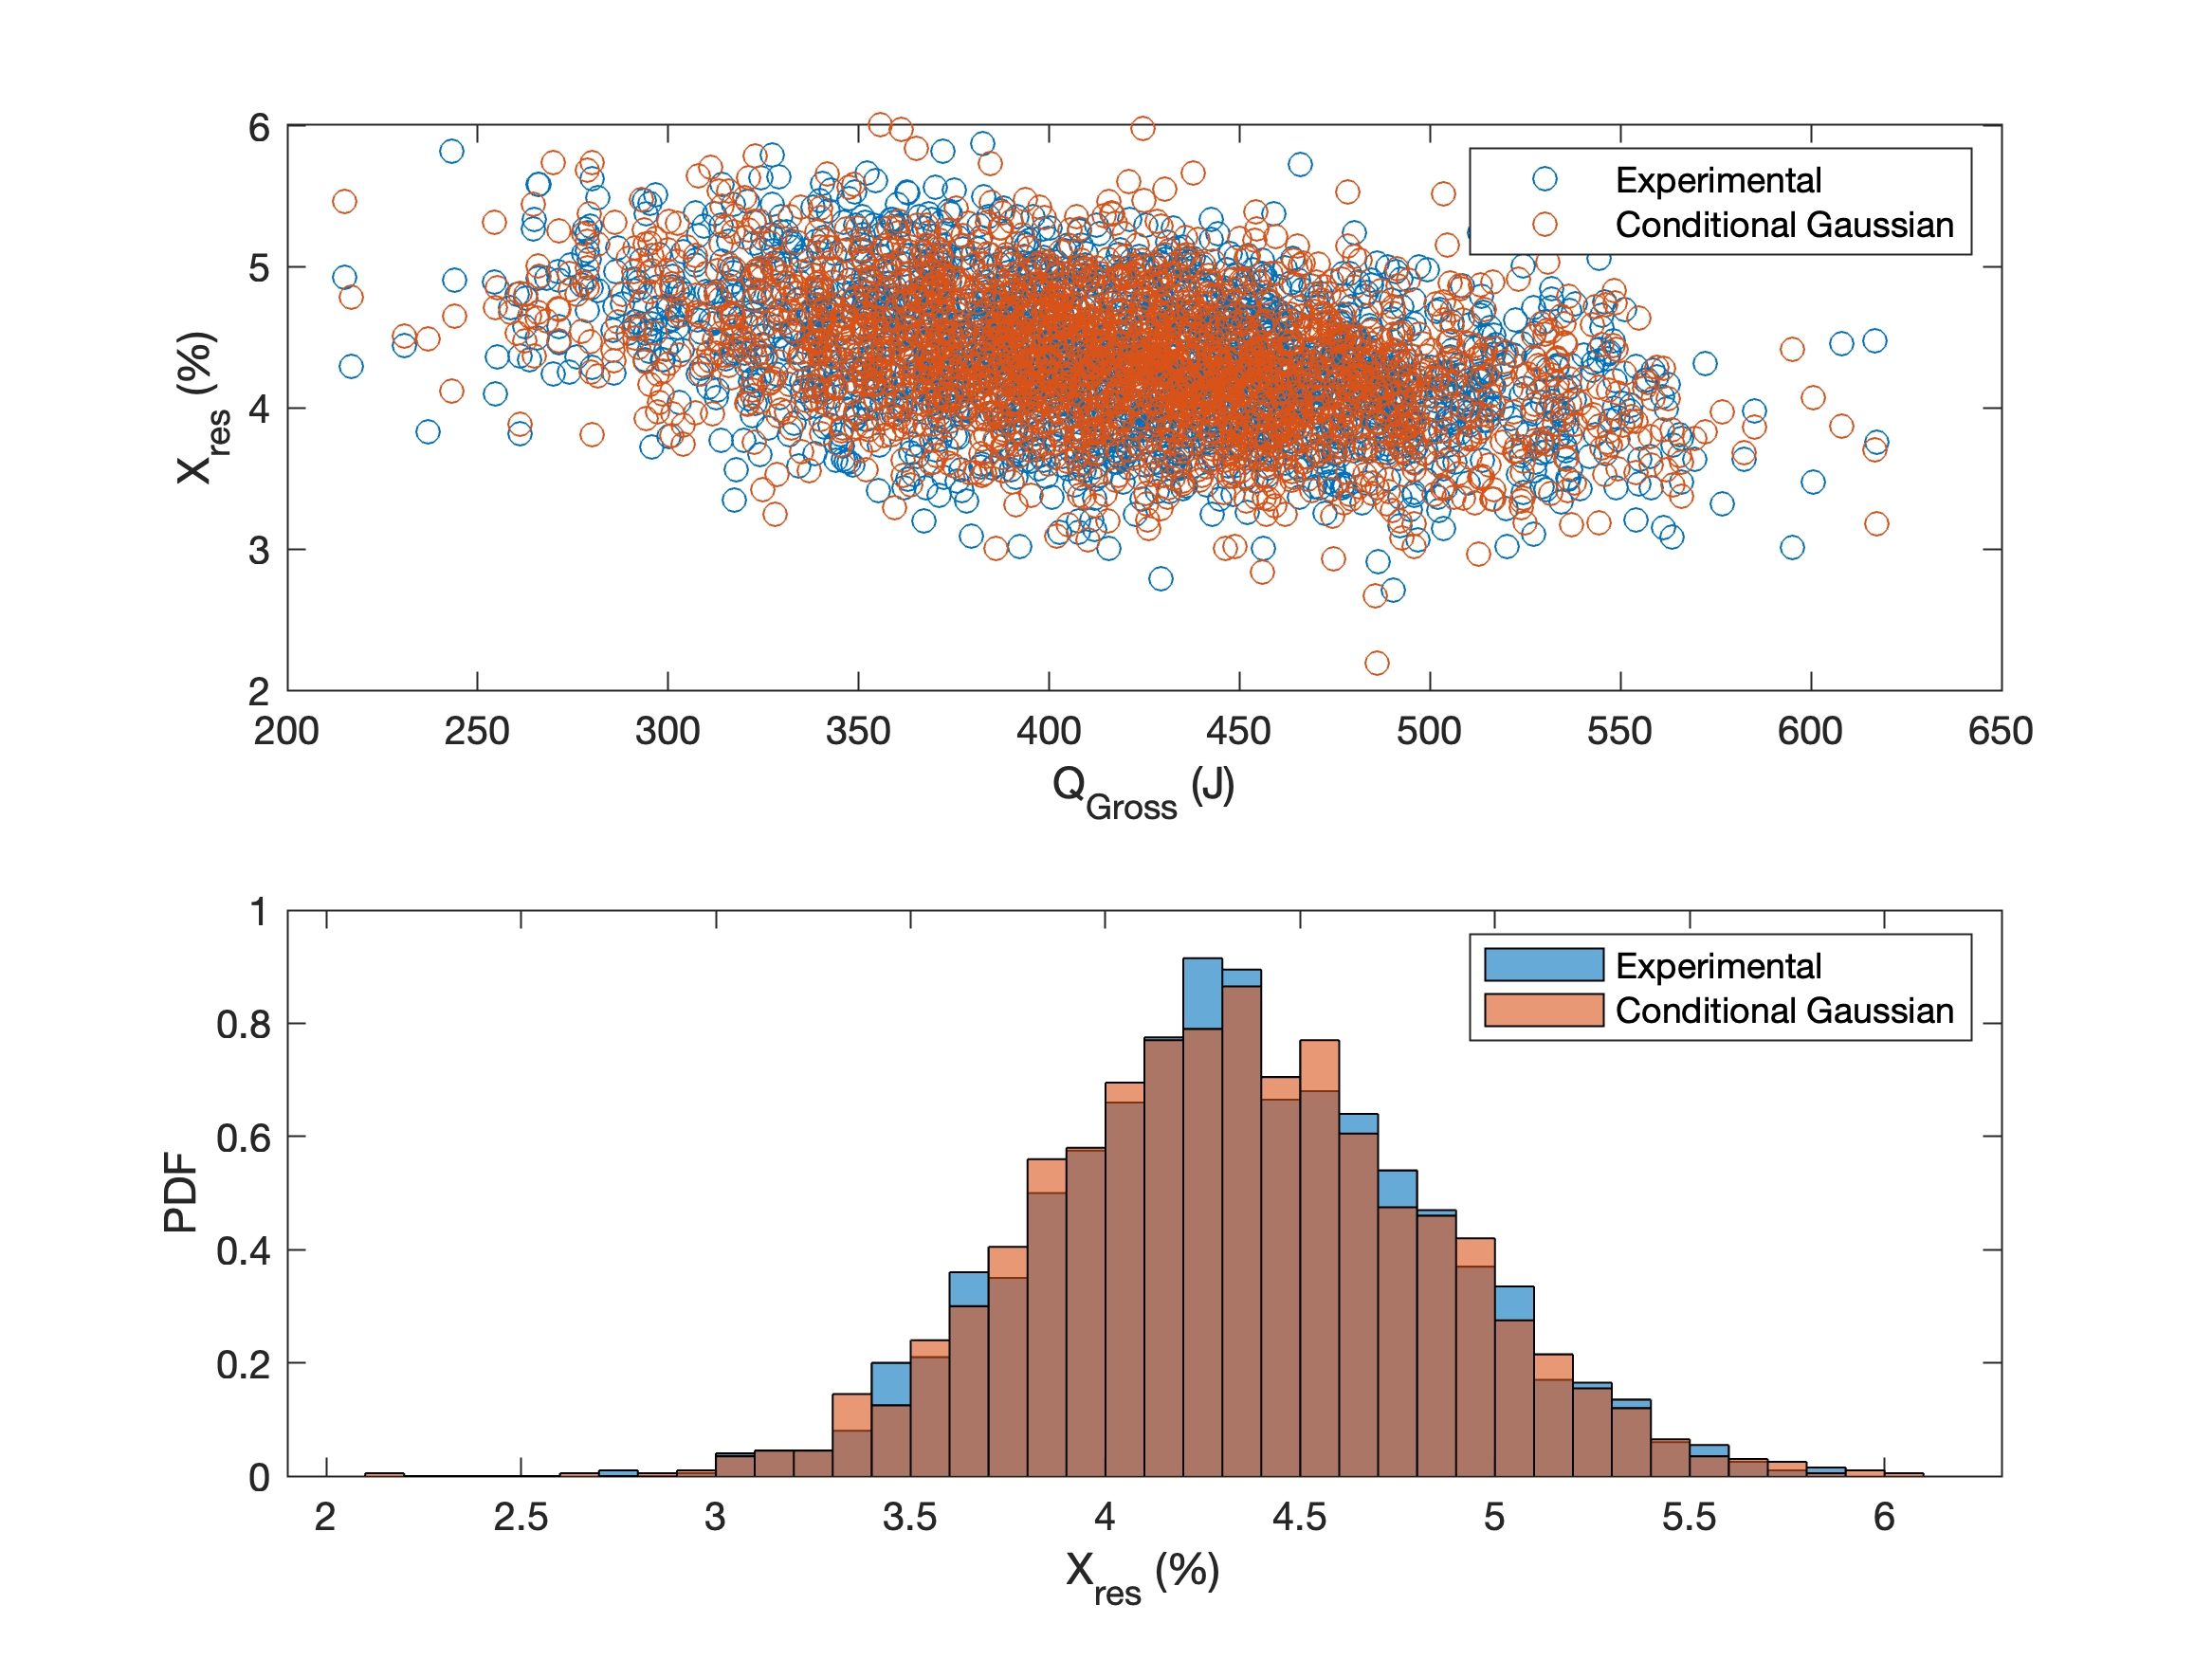 6
5
4
3
2
X_res (%)
Experimental
Conditional Gaussian
200 250 300 350 400 450 500 550 600 650
Q_Gross (J)
1
0.8
0.6
0.4
0.2
0
PDF
Experimental
Conditional Gaussian
2 2.5 3 3.5 4 4.5 5 5.5 6
X_res (%)